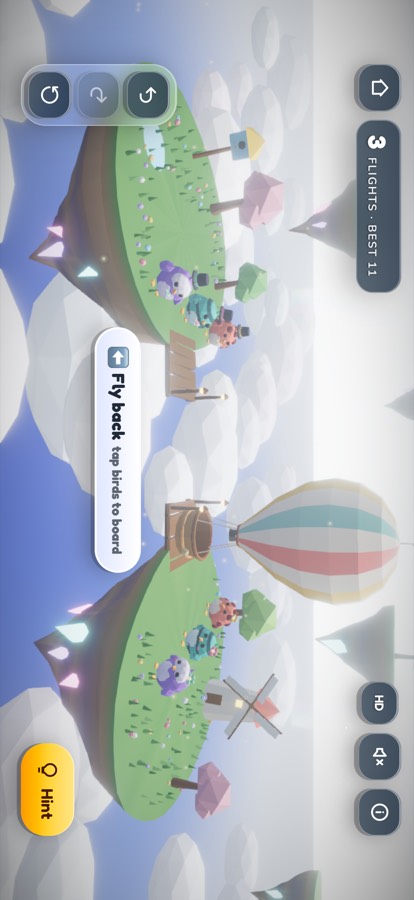 3 FLIGHTS · BEST 11
HD
⬅️ Fly back tap birds to board
Hint